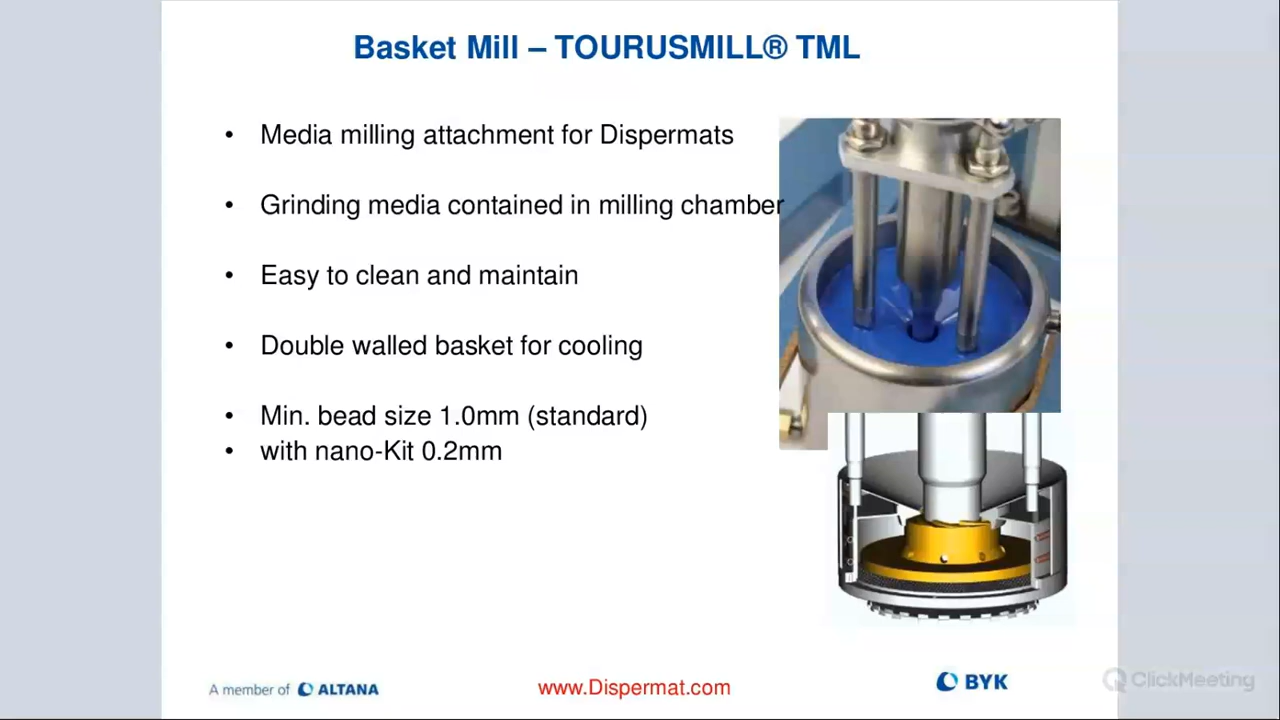 Basket Mill – TOURUSMILL® TML
• Media milling attachment for Dispermats
• Grinding media contained in milling chamber
• Easy to clean and maintain
• Double walled basket for cooling
• Min. bead size 1.0mm (standard)
• with nano-Kit 0.2mm
A member of ALTANA
www.Dispermat.com
BYK
ClickMeeting